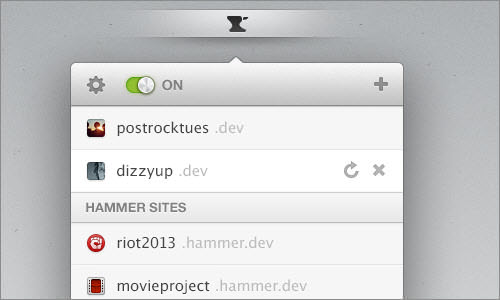 ON
postrocktues .dev
dizzyup .dev
HAMMER SITES
riot2013 .hammer.dev
movieproject .hammer.dev